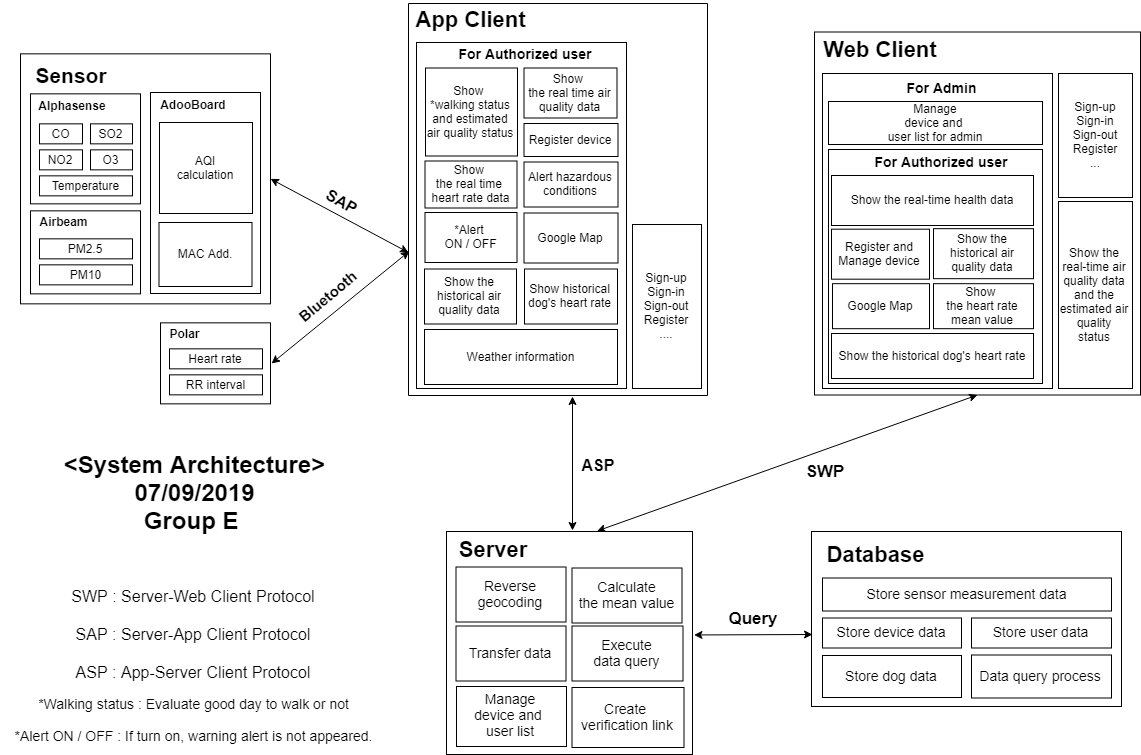 Sensor
Alphasense
CO
SO2
NO2
O3
Temperature
Airbeam
PM2.5
PM10
AdooBoard
AQI
calculation
MAC Add.
Polar
Heart rate
RR interval
SAP
Bluetooth
App Client
For Authorized user
Show
*walking status
and estimated
air quality status
Show
the real time air
quality data
Register device
Show
the real time
heart rate data
Alert hazardous
conditions
*Alert
ON / OFF
Google Map
Show the
historical air
quality data
Show historical
dog's heart rate
Weather information
Sign-up
Sign-in
Sign-out
Register
....
Web Client
For Admin
Manage
device and
user list for admin
For Authorized user
Show the real-time health data
Register and
Manage device
Show the
historical air
quality data
Google Map
Show
the heart rate
mean value
Show the historical dog's heart rate
Sign-up
Sign-in
Sign-out
Register
...
Show the
real-time air
quality data
and the
estimated air
quality
status
ASP
SWP
<System Architecture>
07/09/2019
Group E
SWP : Server-Web Client Protocol
SAP : Server-App Client Protocol
ASP : App-Server Client Protocol
*Walking status : Evaluate good day to walk or not
*Alert ON / OFF : If turn on, warning alert is not appeared.
Server
Reverse
geocoding
Calculate
the mean value
Transfer data
Execute
data query
Manage
device and
user list
Create
verification link
Query
Database
Store sensor measurement data
Store device data
Store user data
Store dog data
Data query process